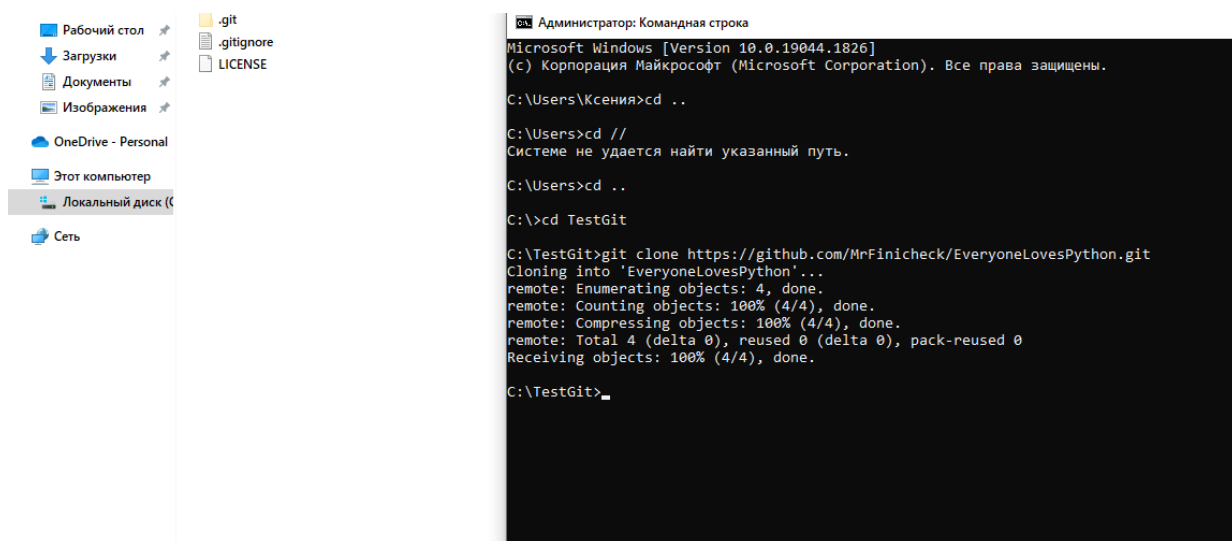 Рабочий стол
Загрузки
Документы
Изображения
OneDrive - Personal
Этот компьютер
Локальный диск (
Сеть
.git
.gitignore
LICENSE
Администратор: Командная строка
Microsoft Windows [Version 10.0.19044.1826]
(c) Корпорация Майкрософт (Microsoft Corporation). Все права защищены.
C:\Users\Ксения>cd ..
C:\Users>cd //
Системе не удается найти указанный путь.
C:\Users>cd ..
C:\>cd TestGit
C:\TestGit>git clone https://github.com/MrFinicheck/EveryoneLovesPython.git
Cloning into 'EveryoneLovesPython'...
remote: Enumerating objects: 4, done.
remote: Counting objects: 100% (4/4), done.
remote: Compressing objects: 100% (4/4), done.
remote: Total 4 (delta 0), reused 0 (delta 0), pack-reused 0
Receiving objects: 100% (4/4), done.
C:\TestGit>